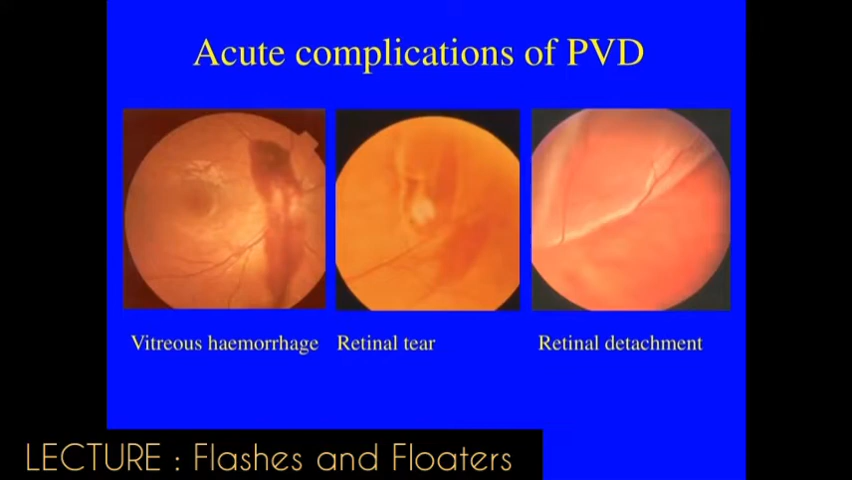 Acute complications of PVD
Vitreous haemorrhage
Retinal tear
Retinal detachment
LECTURE : Flashes and Floaters